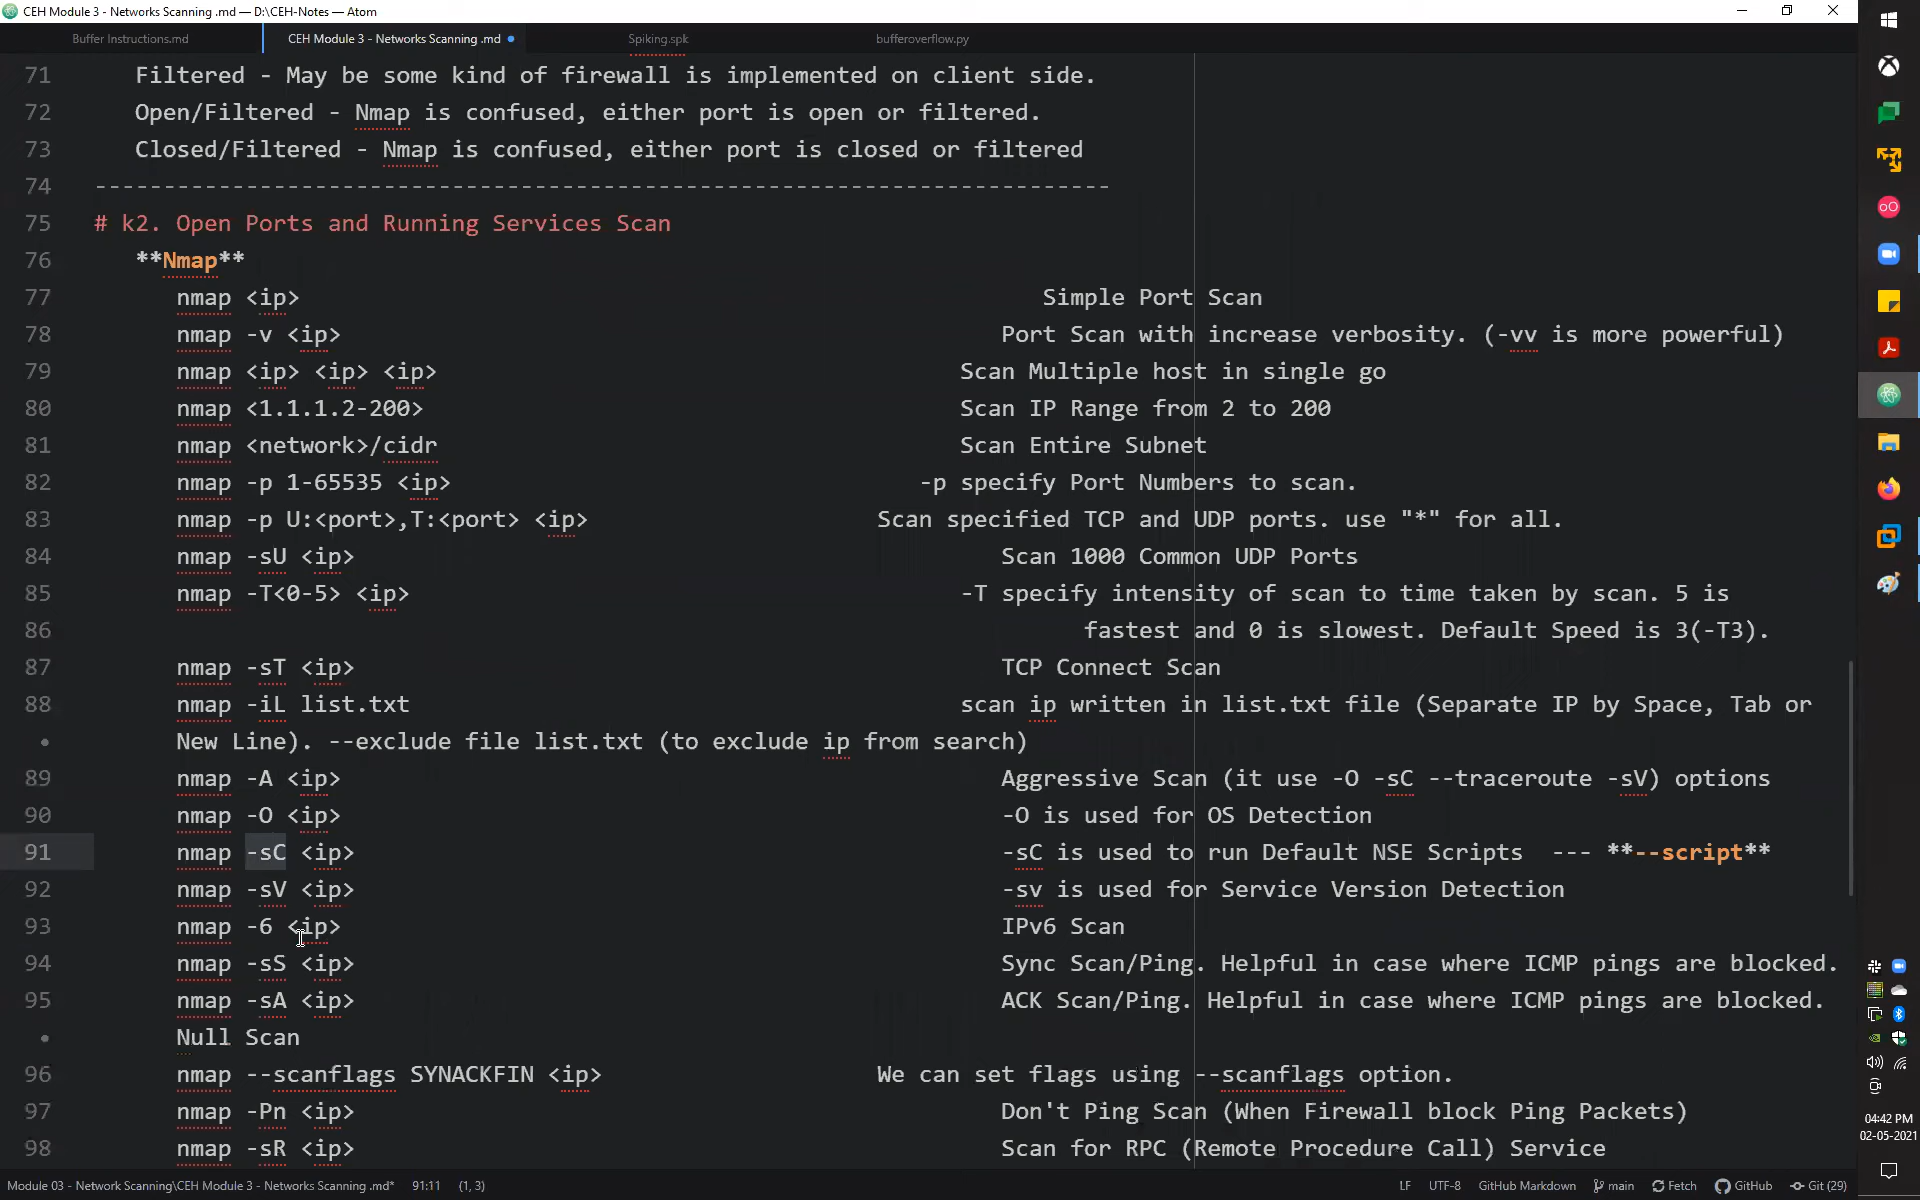 CEH Module 3 - Networks Scanning .md — D:\CEH-Notes — Atom
Buffer Instructions.md CEH Module 3 - Networks Scanning .md Spiking.spk bufferoverflow.py
71 Filtered - May be some kind of firewall is implemented on client side.
72 Open/Filtered - Nmap is confused, either port is open or filtered.
73 Closed/Filtered - Nmap is confused, either port is closed or filtered
74 --------------------------------------------------------------------------
75 # k2. Open Ports and Running Services Scan
76 **Nmap**
77 nmap <ip> Simple Port Scan
78 nmap -v <ip> Port Scan with increase verbosity. (-vv is more powerful)
79 nmap <ip> <ip> <ip> Scan Multiple host in single go
80 nmap <1.1.1.2-200> Scan IP Range from 2 to 200
81 nmap <network>/cidr Scan Entire Subnet
82 nmap -p 1-65535 <ip> -p specify Port Numbers to scan.
83 nmap -p U:<port>,T:<port> <ip> Scan specified TCP and UDP ports. use "*" for all.
84 nmap -sU <ip> Scan 1000 Common UDP Ports
85 nmap -T<0-5> <ip> -T specify intensity of scan to time taken by scan. 5 is
86 fastest and 0 is slowest. Default Speed is 3(-T3).
87 nmap -sT <ip> TCP Connect Scan
88 nmap -iL list.txt scan ip written in list.txt file (Separate IP by Space, Tab or
• New Line). --exclude file list.txt (to exclude ip from search)
89 nmap -A <ip> Aggressive Scan (it use -O -sC --traceroute -sV) options
90 nmap -O <ip> -O is used for OS Detection
91 nmap -sC <ip> -sC is used to run Default NSE Scripts --- **--script**
92 nmap -sV <ip> -sv is used for Service Version Detection
93 nmap -6 <ip> IPv6 Scan
94 nmap -sS <ip> Sync Scan/Ping. Helpful in case where ICMP pings are blocked.
95 nmap -sA <ip> ACK Scan/Ping. Helpful in case where ICMP pings are blocked.
• Null Scan
96 nmap --scanflags SYNACKFIN <ip> We can set flags using --scanflags option.
97 nmap -Pn <ip> Don't Ping Scan (When Firewall block Ping Packets)
98 nmap -sR <ip> Scan for RPC (Remote Procedure Call) Service
04:42 PM
02-05-2021
Module 03 - Network Scanning\CEH Module 3 - Networks Scanning .md* 91:11 (1, 3) LF UTF-8 GitHub Markdown main Fetch GitHub Git (29)